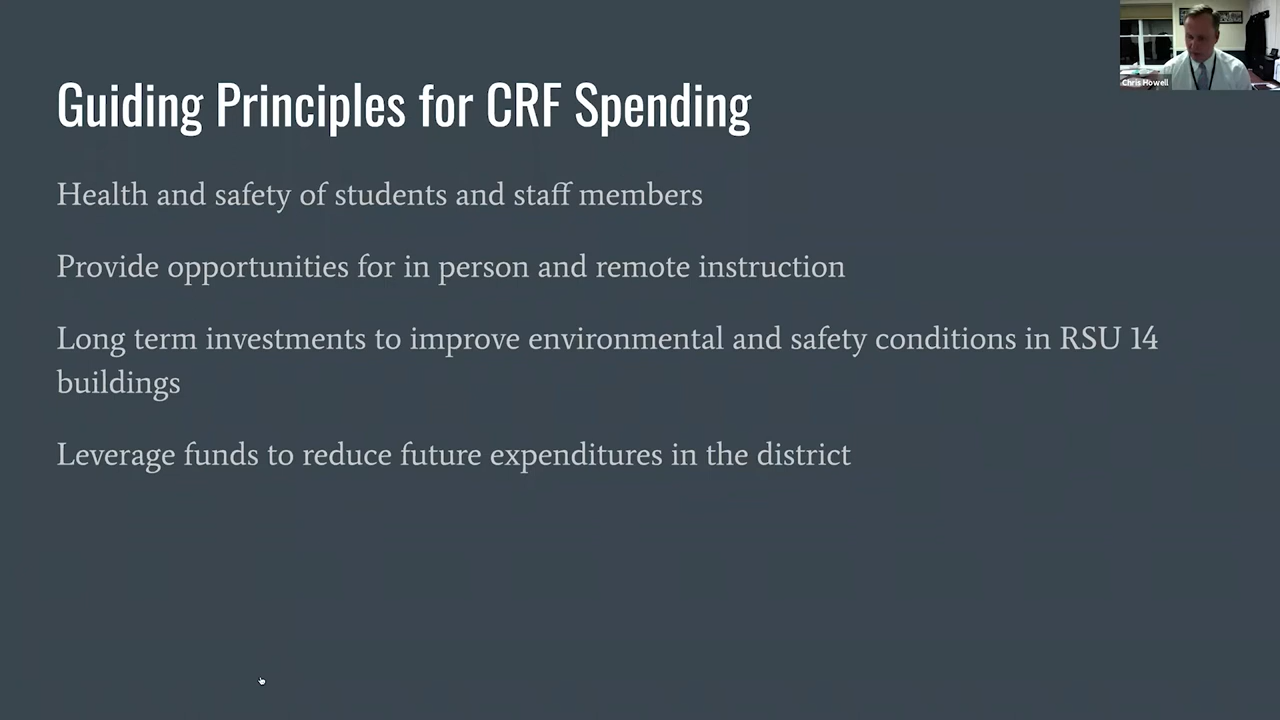 Chris Howell
Guiding Principles for CRF Spending
Health and safety of students and staff members
Provide opportunities for in person and remote instruction
Long term investments to improve environmental and safety conditions in RSU 14
buildings
Leverage funds to reduce future expenditures in the district